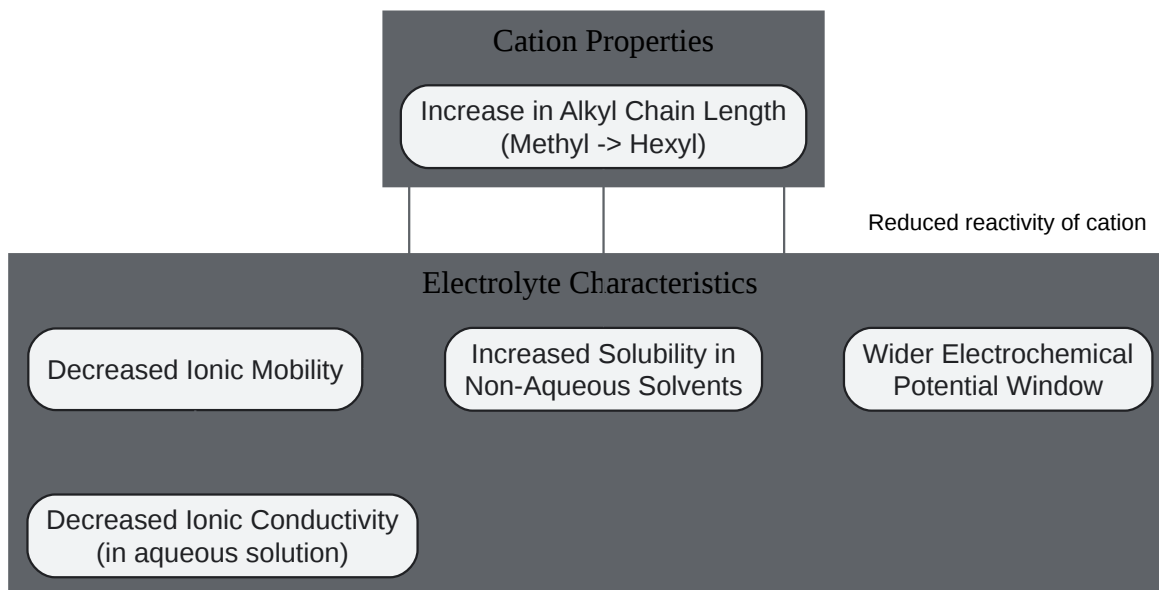 Cation Properties
Increase in Alkyl Chain Length
(Methyl -> Hexyl)
Reduced reactivity of cation
Electrolyte Characteristics
Decreased Ionic Mobility
Increased Solubility in
Non-Aqueous Solvents
Wider Electrochemical
Potential Window
Decreased Ionic Conductivity
(in aqueous solution)